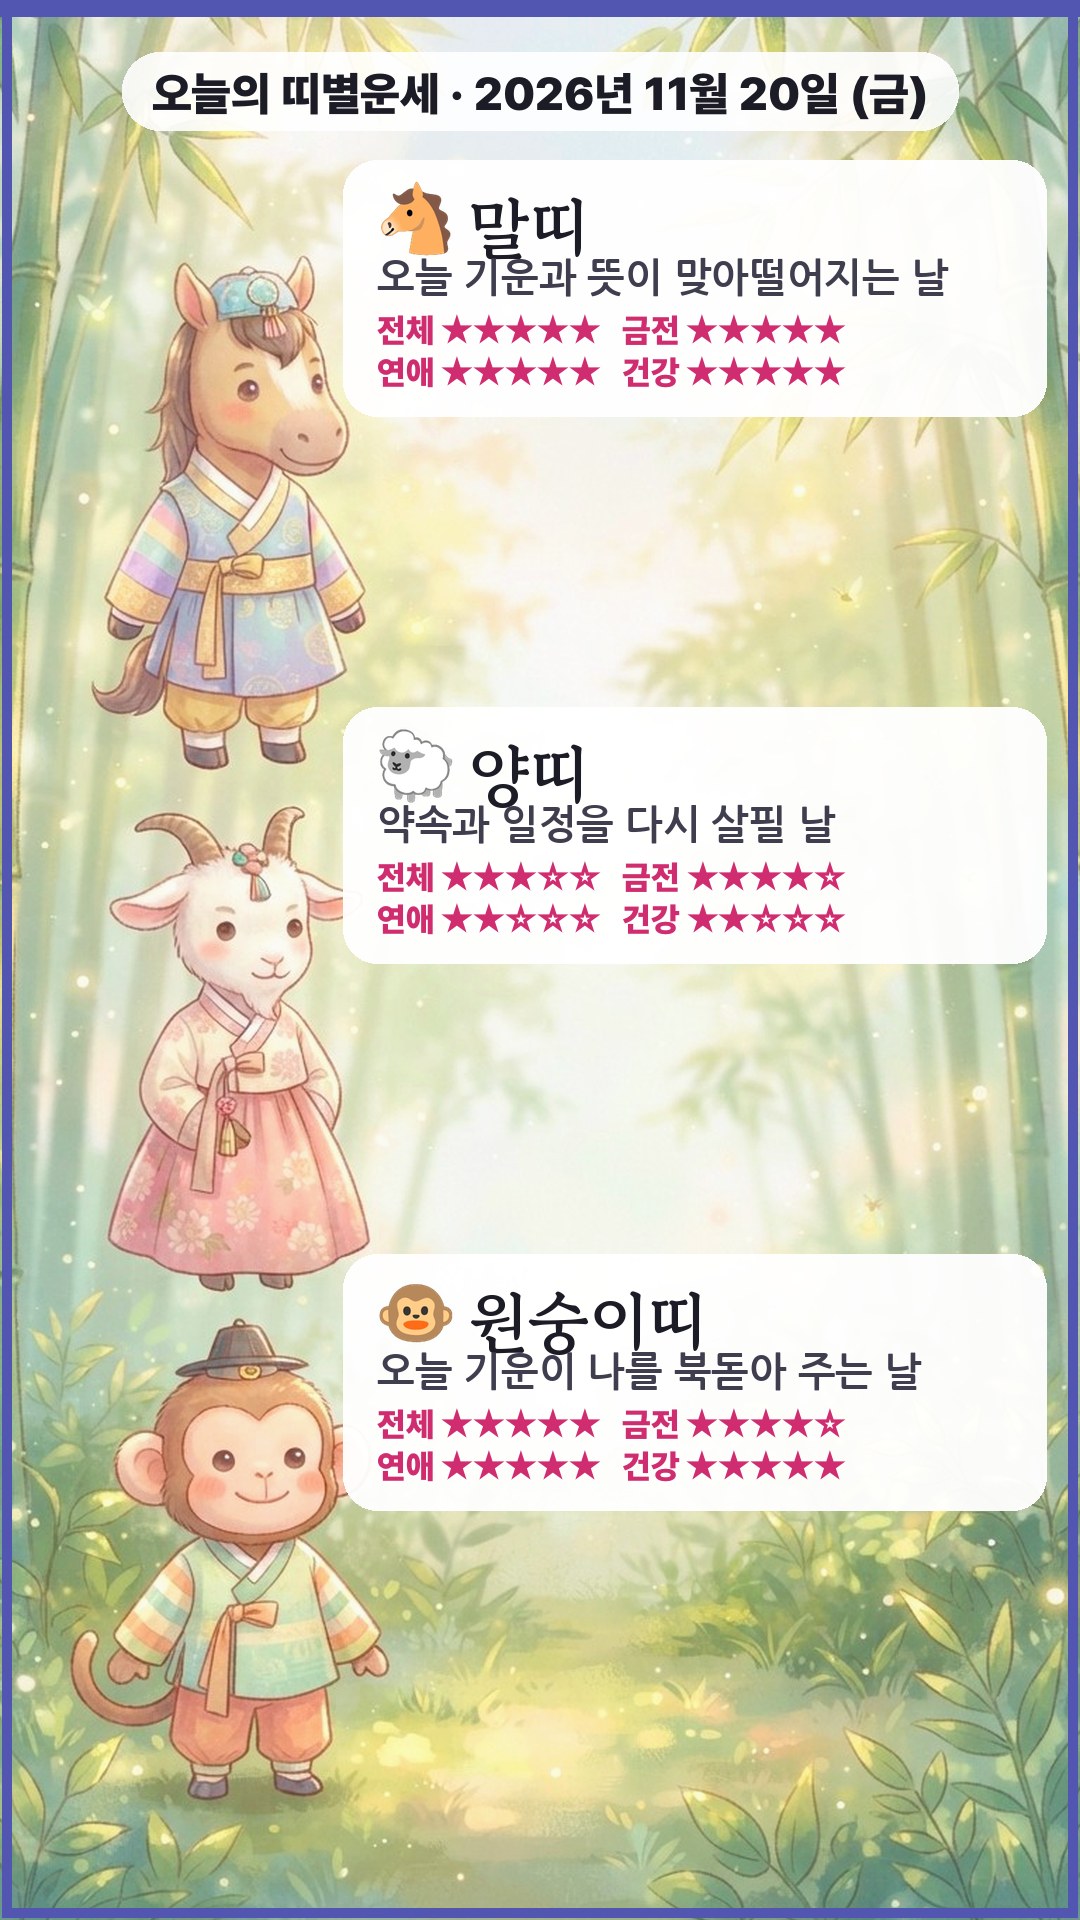 오늘의 띠별운세 · 2026년 11월 20일 (금)
말띠
오늘 기운과 뜻이 맞아떨어지는 날
전체 ★★★★★ 금전 ★★★★★
연애 ★★★★★ 건강 ★★★★★
양띠
약속과 일정을 다시 살필 날
전체 ★★★☆☆ 금전 ★★★★☆
연애 ★★☆☆☆ 건강 ★★☆☆☆
원숭이띠
오늘 기운이 나를 북돋아 주는 날
전체 ★★★★★ 금전 ★★★★☆
연애 ★★★★★ 건강 ★★★★★